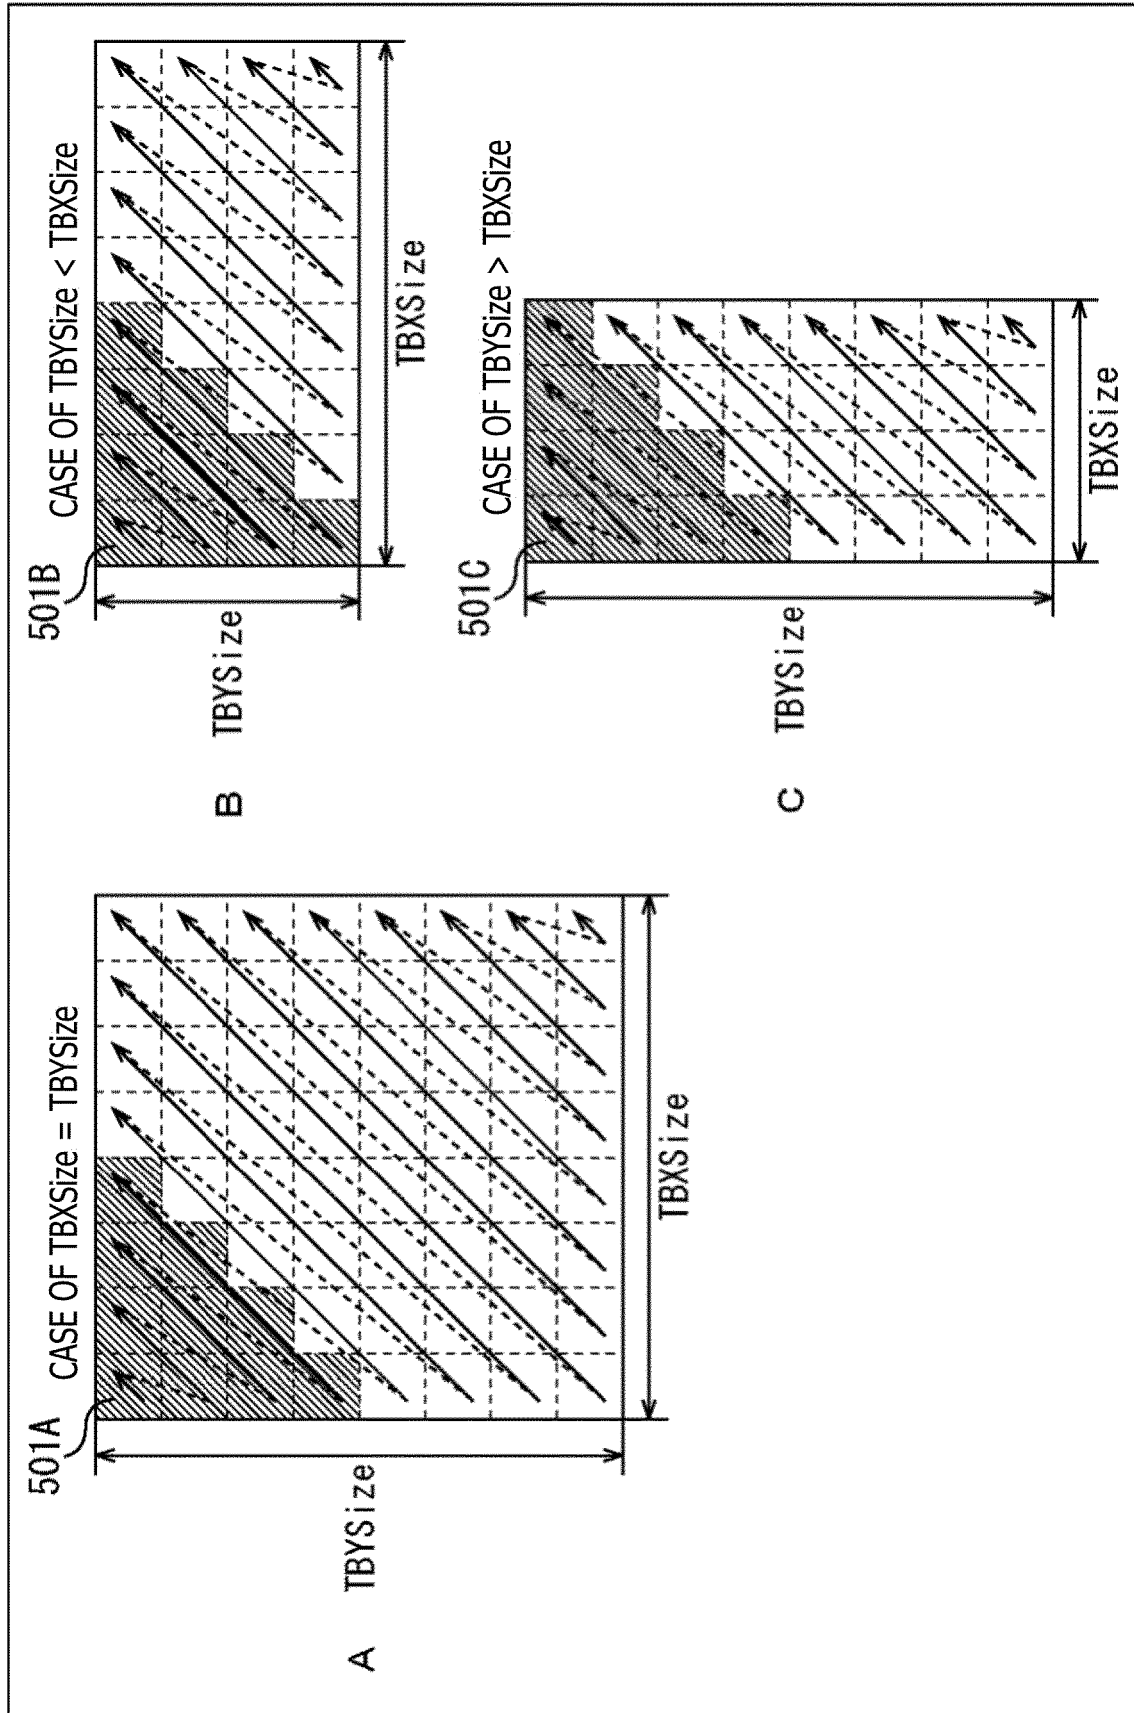 A
TBYSize
501A
CASE OF TBXSize = TBYSize
TBXSize
B
TBYSize
501B
CASE OF TBYSize < TBXSize
TBXSize
C
TBYSize
501C
CASE OF TBYSize > TBXSize
TBXSize